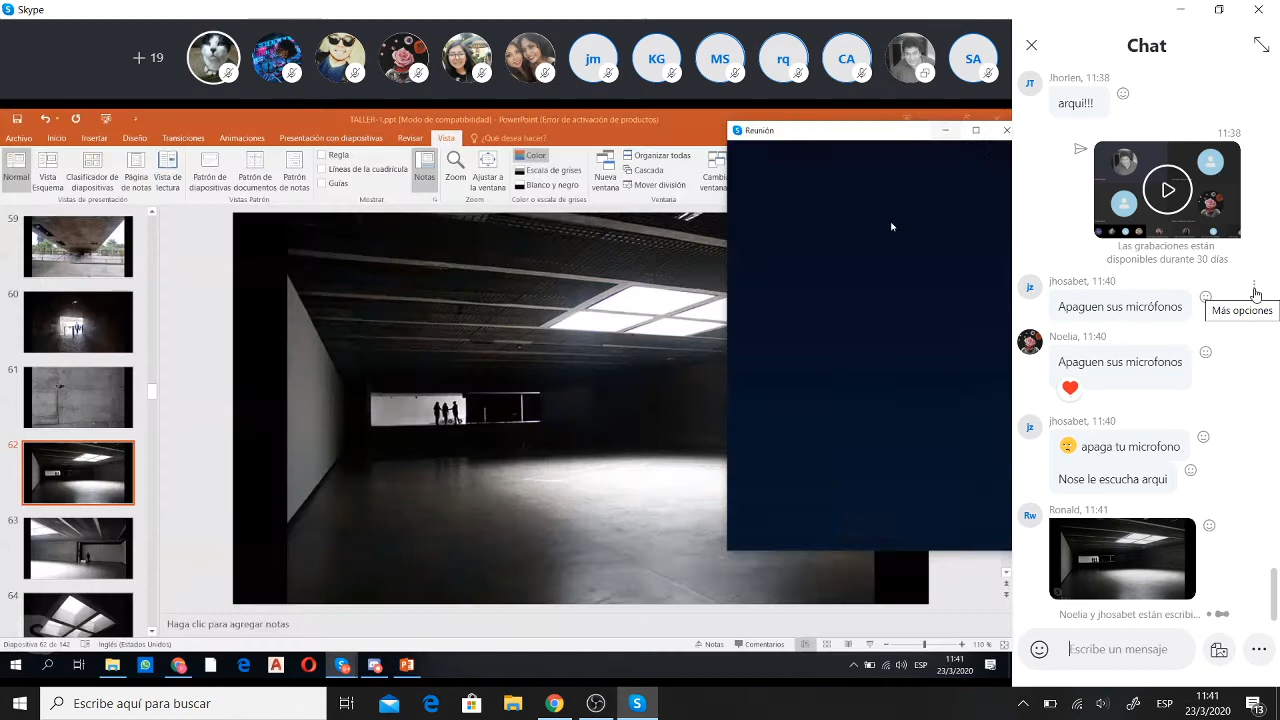 Skype
+ 19
jm
KG
MS
rq
CA
SA
TALLER-1.ppt [Modo de compatibilidad] - PowerPoint (Error de activación de productos)
Archivo Inicio Insertar Diseño Transiciones Animaciones Presentación con diapositivas Revisar Vista ¿Qué desea hacer?
Normal
Vista Esquema
Clasificador de diapositivas
Página de notas
Vista de lectura
Vistas de presentación
Patrón de diapositivas
Patrón de documentos
Patrón de notas
Vistas Patrón
Regla
Líneas de la cuadrícula
Guías
Mostrar
Notas
Zoom
Ajustar a la ventana
Zoom
Color
Escala de grises
Blanco y negro
Color o escala de grises
Nueva ventana
Organizar todas
Cascada
Mover división
Ventana
Cambiar ventanas
Reunión
59
60
61
62
63
64
Haga clic para agregar notas
Diapositiva 62 de 142
Inglés (Estados Unidos)
Notas
Comentarios
110 %
ESP
11:41
23/3/2020
Chat
JT
Jhorlen, 11:38
arqui!!!
11:38
Las grabaciones están
disponibles durante 30 días
jz
jhosabet, 11:40
Apaguen sus micrófonos
Más opciones
Noelia, 11:40
Apaguen sus microfonos
jz
jhosabet, 11:40
apaga tu microfono
Nose le escucha arqui
Rw
Ronald, 11:41
Noelia y jhosabet están escribi...
Escribe un mensaje
Escribe aquí para buscar
ESP
11:41
23/3/2020
13